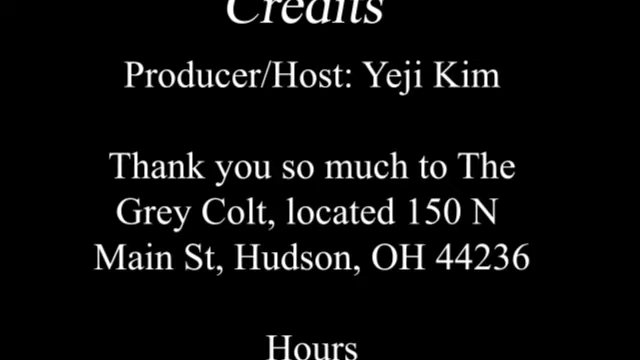 Credits
Producer/Host: Yeji Kim
Thank you so much to The
Grey Colt, located 150 N
Main St, Hudson, OH 44236
Hours